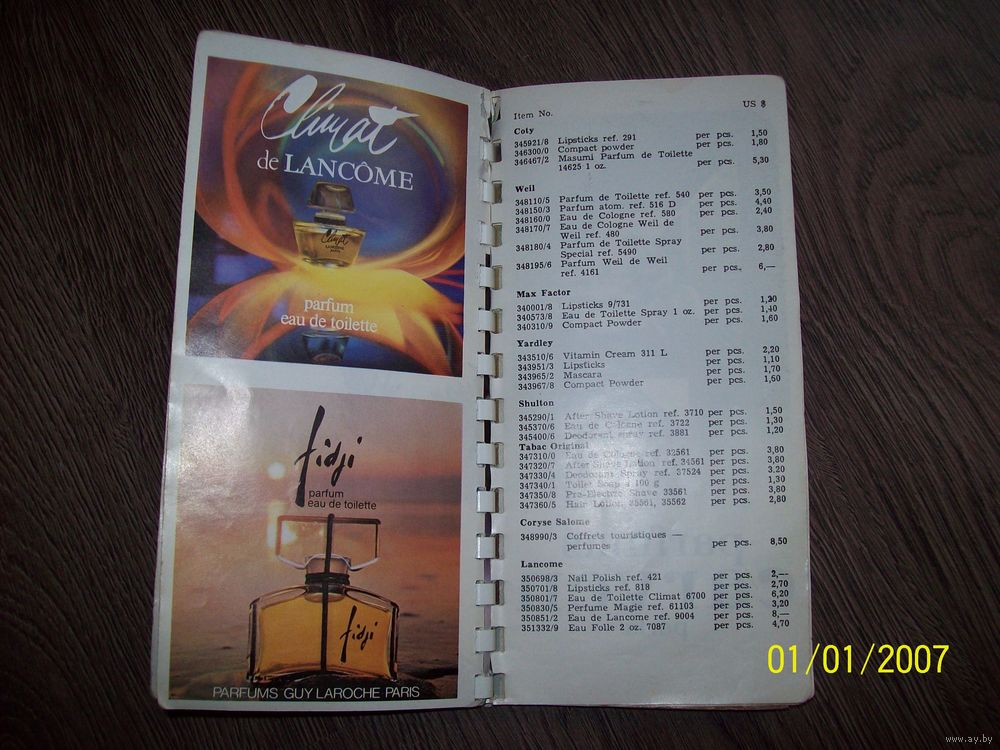 Climat
de LANCÔME
Climat
LANCÔME
PARIS
parfum
eau de toilette
fidji
parfum
eau de toilette
fidji
PARFUMS GUY LAROCHE PARIS
Item No. US $
Coty
345921/8 Lipsticks ref. 291 per pcs. 1,50
346300/0 Compact powder per pcs. 1,80
346467/2 Masumi Parfum de Toilette
14625 1 oz. per pcs. 5,30
Weil
348110/5 Parfum de Toilette ref. 540 per pcs. 3,50
348150/3 Parfum atom. ref. 516 D per pcs. 4,40
348160/0 Eau de Cologne ref. 580 per pcs. 2,40
348170/7 Eau de Cologne Weil de
Weil ref. 480 per pcs. 3,80
348180/4 Parfum de Toilette Spray
Special ref. 5490 per pcs. 2,80
348195/6 Parfum Weil de Weil
ref. 4161 per pcs. 6,—
Max Factor
340001/8 Lipsticks 9/731 per pcs. 1,20
340573/8 Eau de Toilette Spray 1 oz. per pcs. 1,40
340310/9 Compact Powder per pcs. 1,60
Yardley
343510/6 Vitamin Cream 311 L per pcs. 2,20
343951/3 Lipsticks per pcs. 1,10
343965/2 Mascara per pcs. 1,70
343967/8 Compact Powder per pcs. 1,60
Shulton
345290/1 After Shave Lotion ref. 3710 per pcs. 1,50
345370/6 Eau de Cologne ref. 3722 per pcs. 1,30
345400/6 Deodorant spray ref. 3881 per pcs. 1,20
Tabac Original
347310/0 Eau de Cologne ref. 32561 per pcs. 3,80
347320/7 After Shave Lotion ref. 34561 per pcs. 3,80
347330/4 Deodorant Spray ref. 37524 per pcs. 3.20
347340/1 Toilet Soap 100 g per pcs. 1,30
347350/8 Pre-Electric Shave 33561 per pcs. 3,80
347360/5 Hair Lotion 35561, 35562 per pcs. 2,80
Coryse Salome
348990/3 Coffrets touristiques —
perfumes per pcs. 8,50
Lancome
350698/3 Nail Polish ref. 421 per pcs. 2,—
350701/8 Lipsticks ref. 818 per pcs. 2,70
350801/7 Eau de Toilette Climat 6700 per pcs. 6,20
350830/5 Perfume Magie ref. 61103 per pcs. 3,20
350851/2 Eau de Lancome ref. 9004 per pcs. 8,—
351332/9 Eau Folle 2 oz. 7087 per pcs. 4,70
01/01/2007
www.ay.by